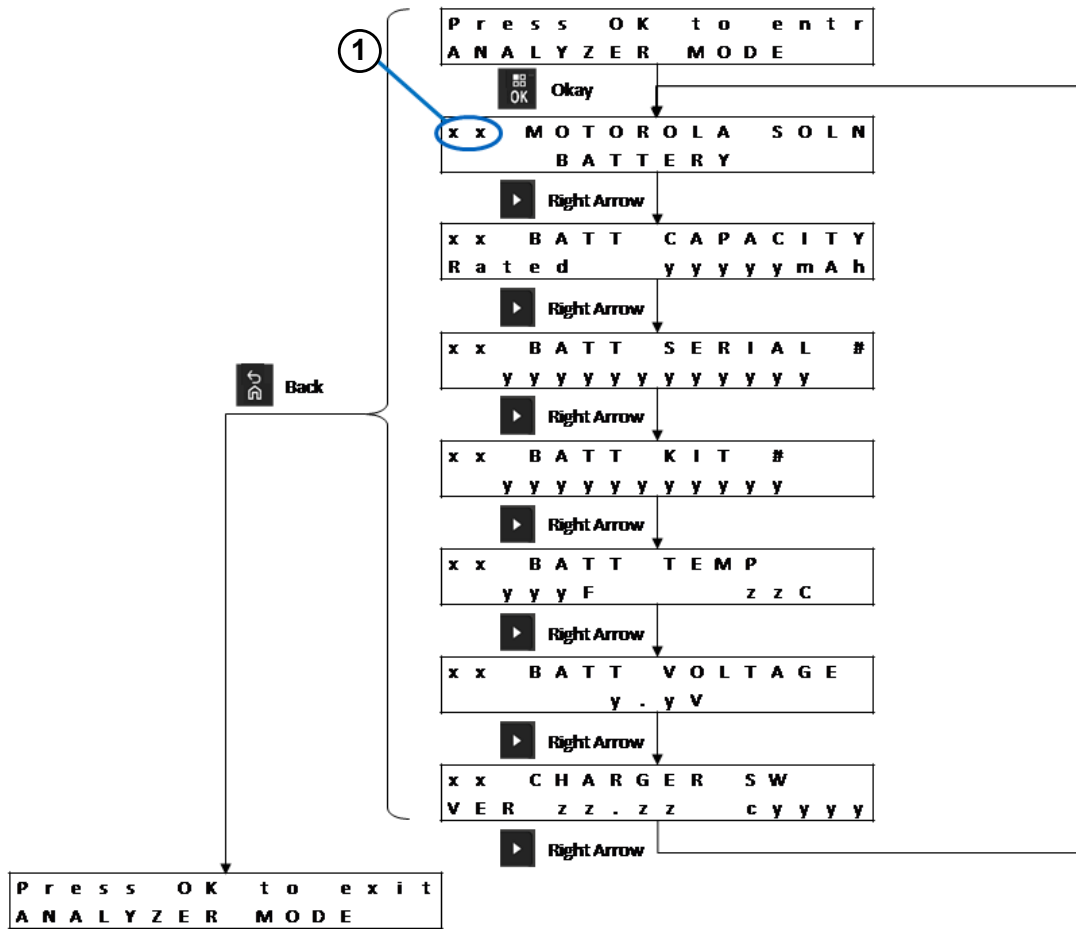 Press OK to entr
ANALYZER MODE
1
OK
Okay
xx MOTOROLA SOLN
BATTERY
Right Arrow
xx BATT CAPACITY
Rated yyyyymAh
Right Arrow
xx BATT SERIAL #
yyyyyyyyyyyy
Right Arrow
Back
xx BATT KIT #
yyyyyyyyyyy
Right Arrow
xx BATT TEMP
yyyF zzC
Right Arrow
xx BATT VOLTAGE
y.yV
Right Arrow
xx CHARGER SW
VER zz.zz cyyyy
Right Arrow
Press OK to exit
ANALYZER MODE